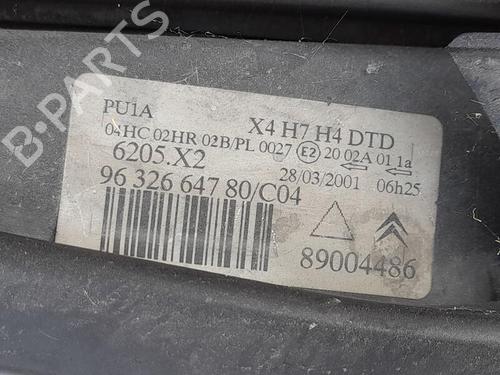 B-PARTS
PU1A X4 H7 H4 DTD
04HC 02HR 02B/PL 0027 E2 20 02A 01 1a
6205.X2 28/03/2001 06h25
96 326 647 80/C04
89004486